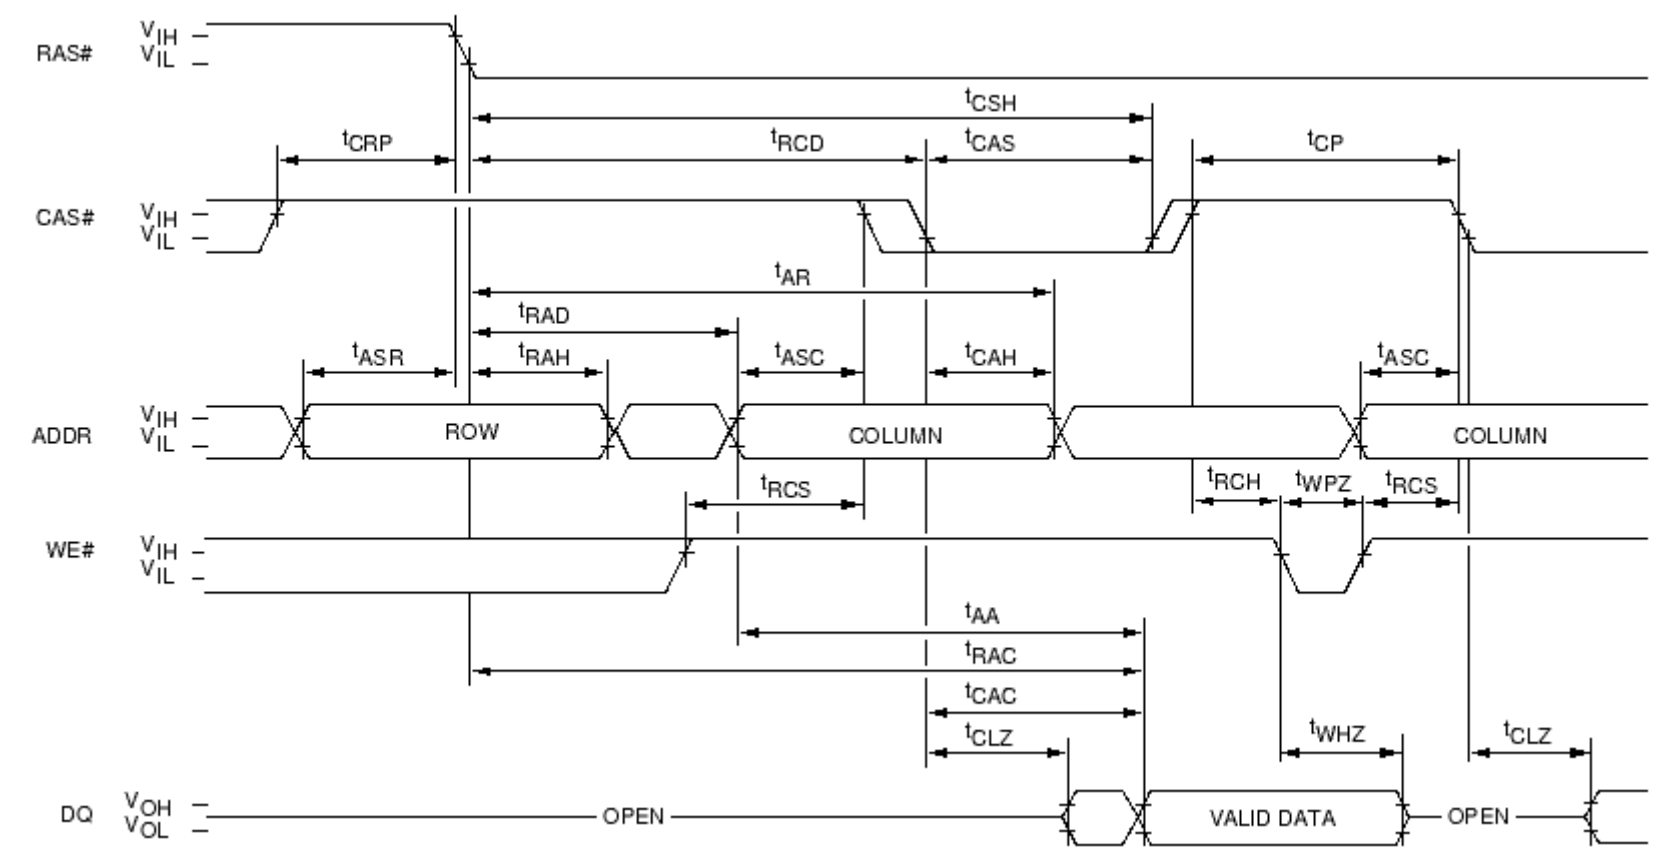 RAS# VIH
VIL
tCSH
tCRP tRCD tCAS tCP
CAS# VIH
VIL
tAR
tRAD
tASR tRAH tASC tCAH tASC
ADDR VIH
VIL
ROW COLUMN COLUMN
tRCS tRCH tWPZ tRCS
WE# VIH
VIL
tAA
tRAC
tCAC
tCLZ tWHZ tCLZ
DQ VOH
VOL
OPEN VALID DATA OPEN